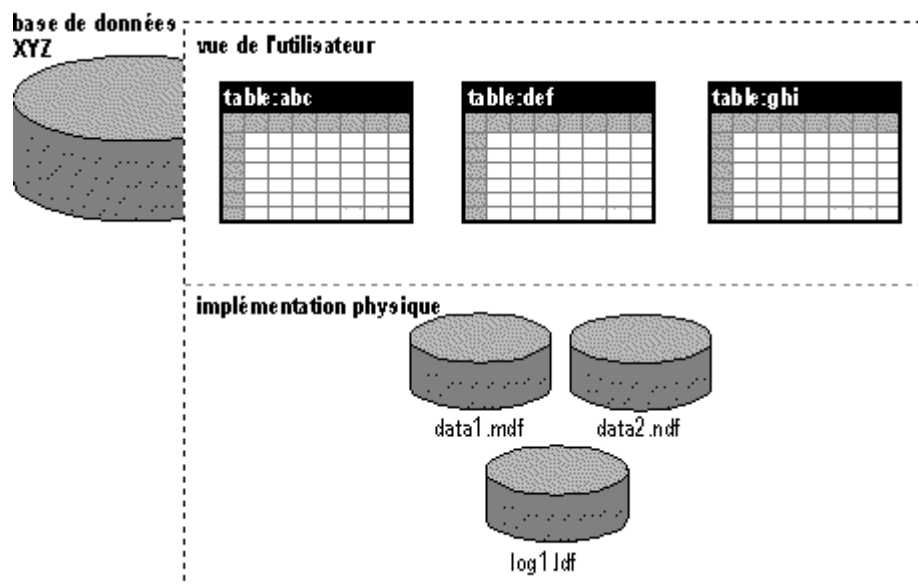 base de données
XYZ
vue de l'utilisateur
table:abc
table:def
table:ghi
implémentation physique
data1.mdf
data2.ndf
log1.ldf